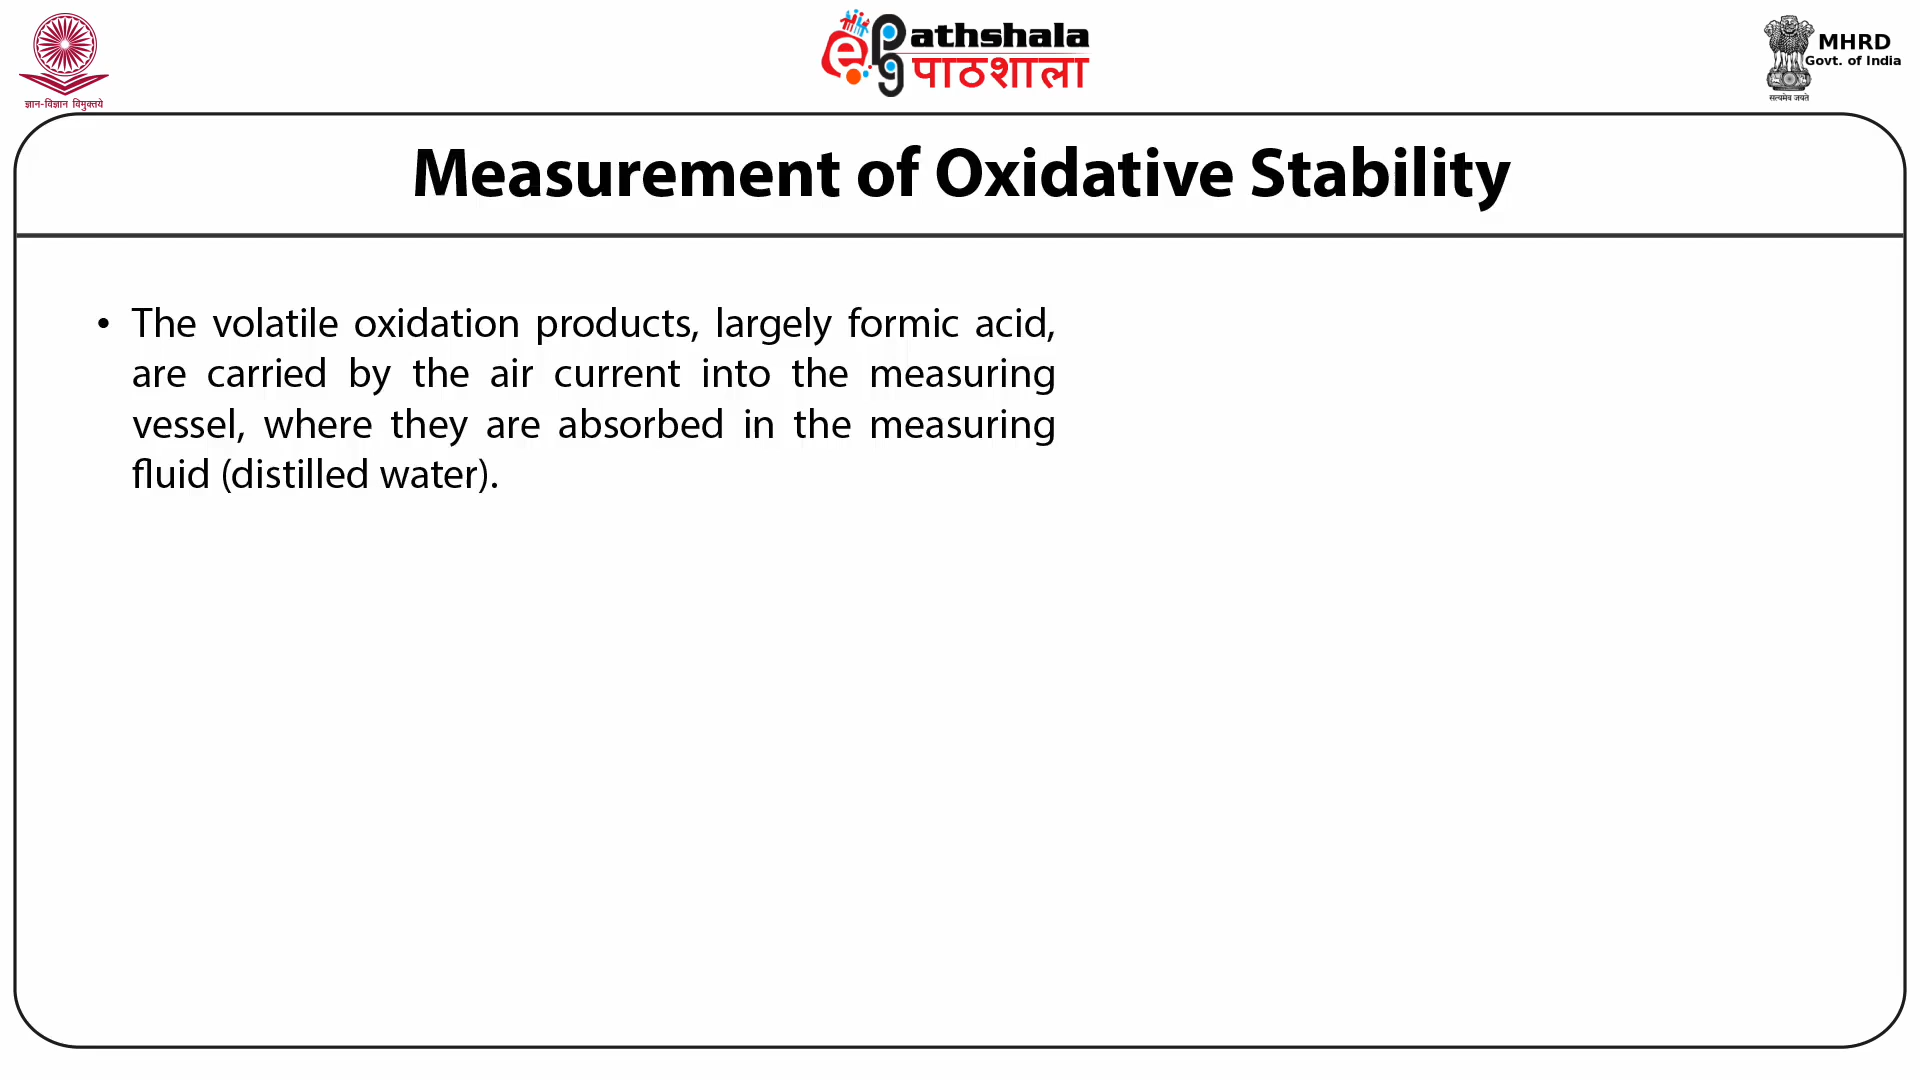 ज्ञान-विज्ञान विमुक्तये
e
pg
athshala
पाठशाला
MHRD
Govt. of India
सत्यमेव जयते
Measurement of Oxidative Stability
• The volatile oxidation products, largely formic acid,
are carried by the air current into the measuring
vessel, where they are absorbed in the measuring
fluid (distilled water).